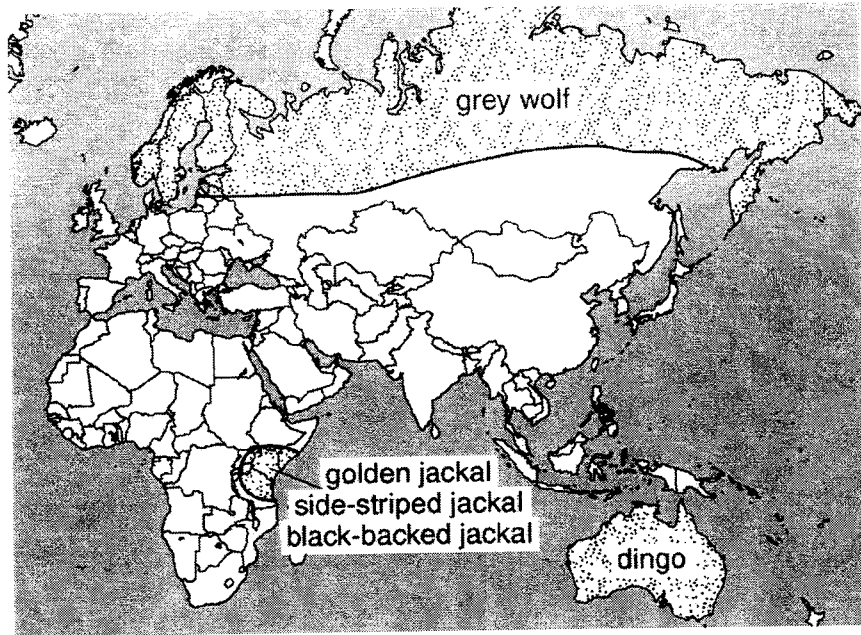 grey wolf
golden jackal
side-striped jackal
black-backed jackal
dingo